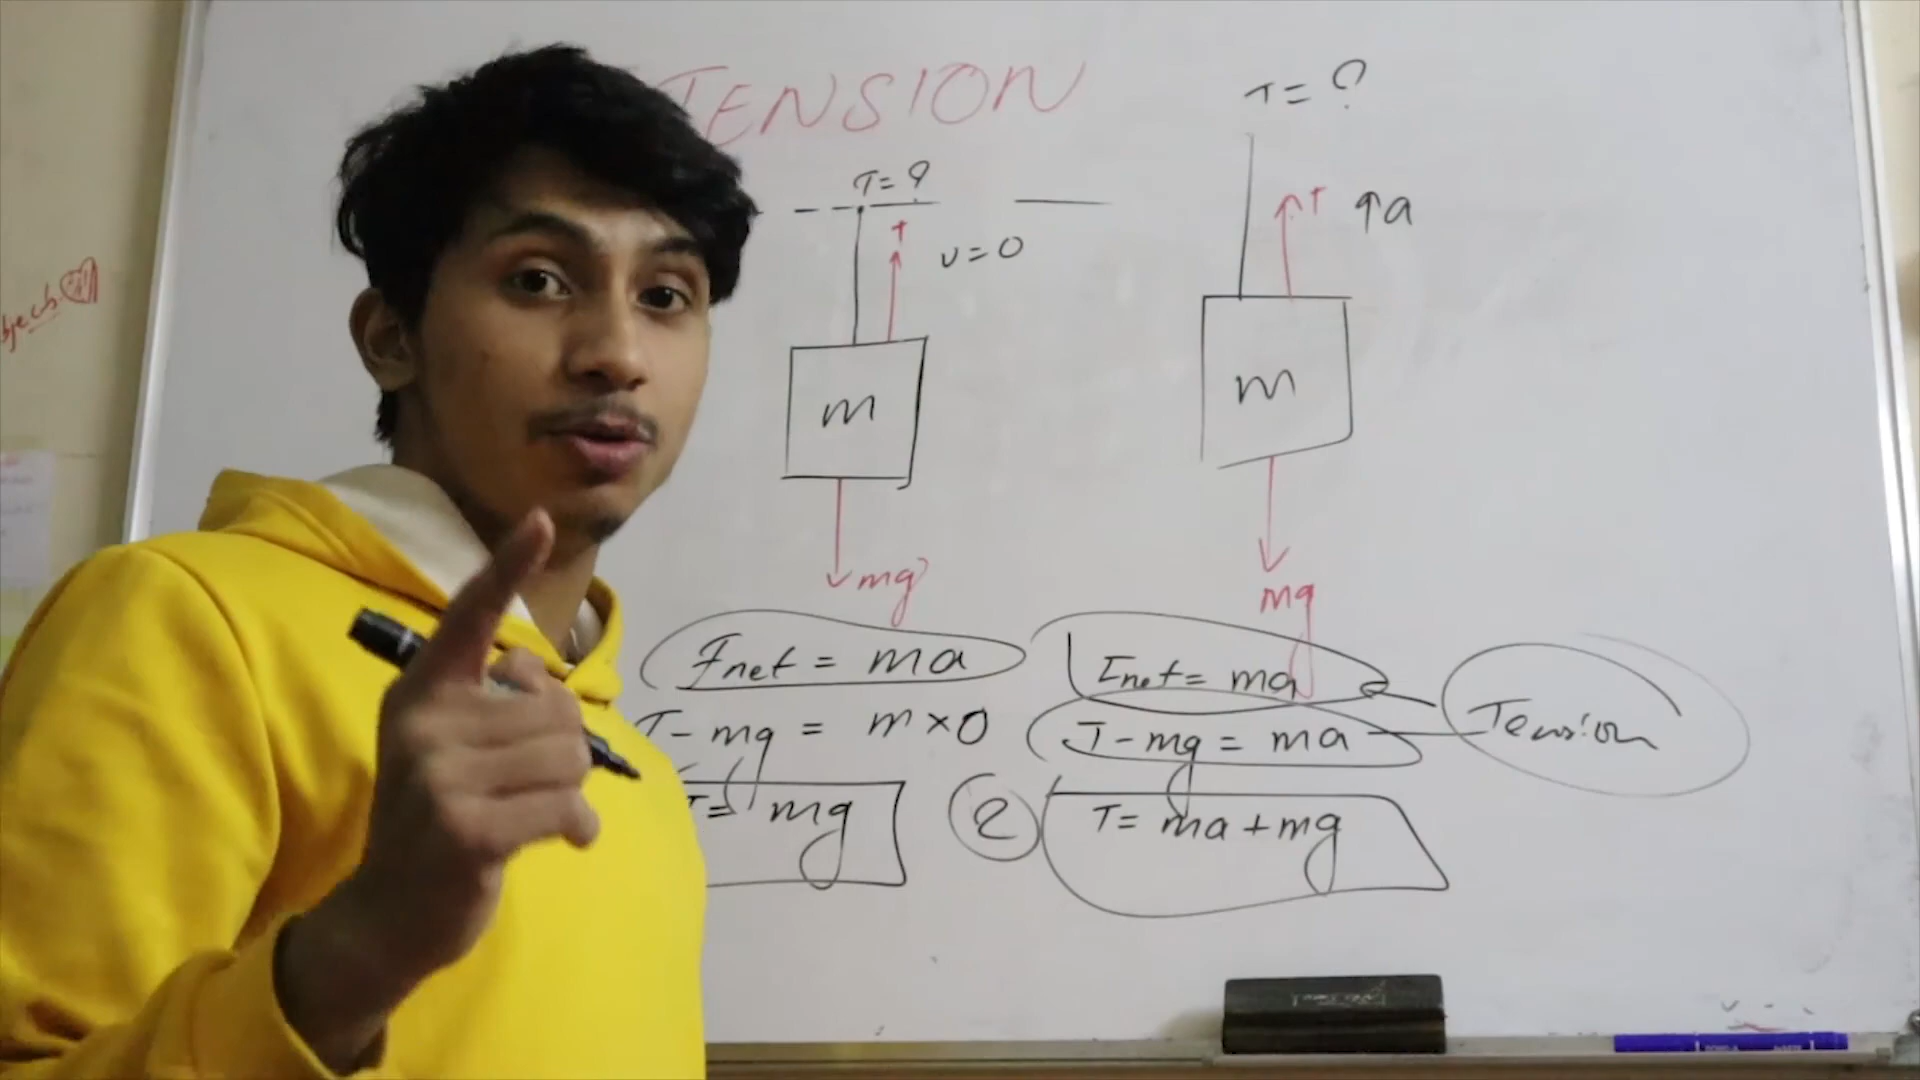 TENSION
T = ?
T
v = 0
m
mg
Fnet = ma
T - mg = m × 0
T = mg
T = ?
T
↑a
m
mg
Fnet = ma
T - mg = ma
Tension
2
T = ma + mg